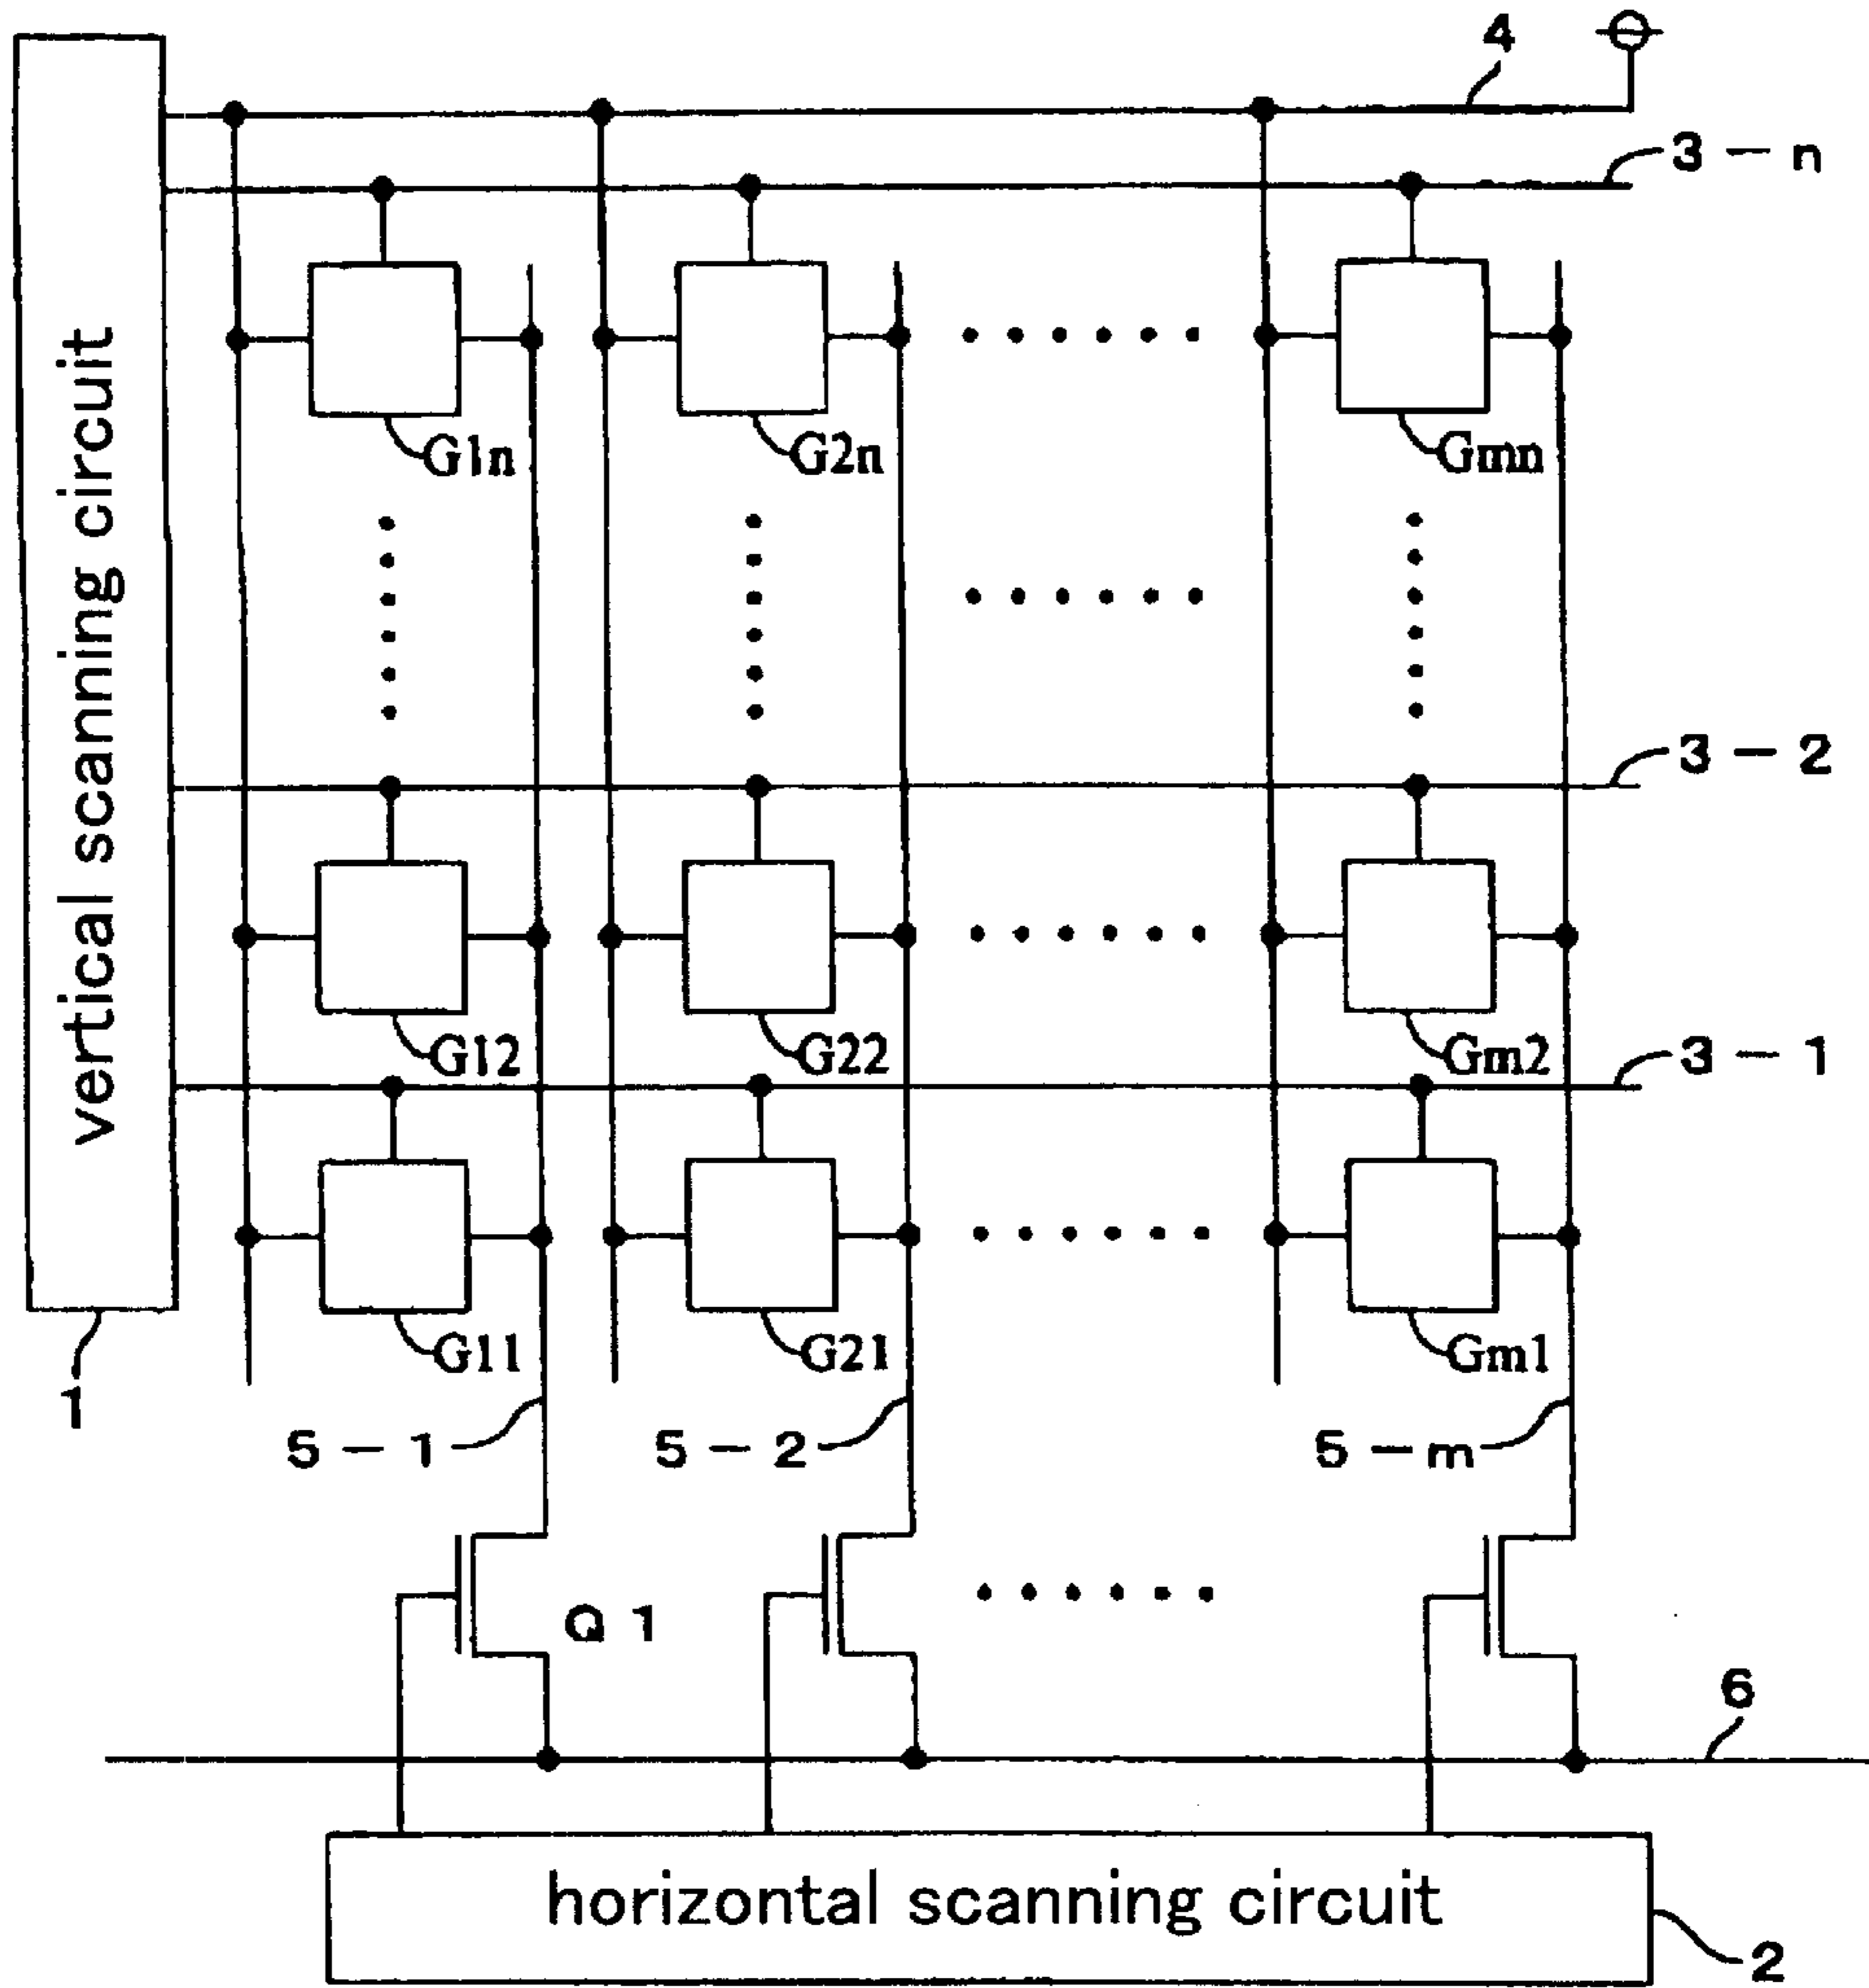 4
3-n
vertical scanning circuit
G1n
G2n
Gmn
3-2
G12
G22
Gm2
3-1
G11
G21
Gm1
1
5-1
5-2
5-m
Q1
6
horizontal scanning circuit
2